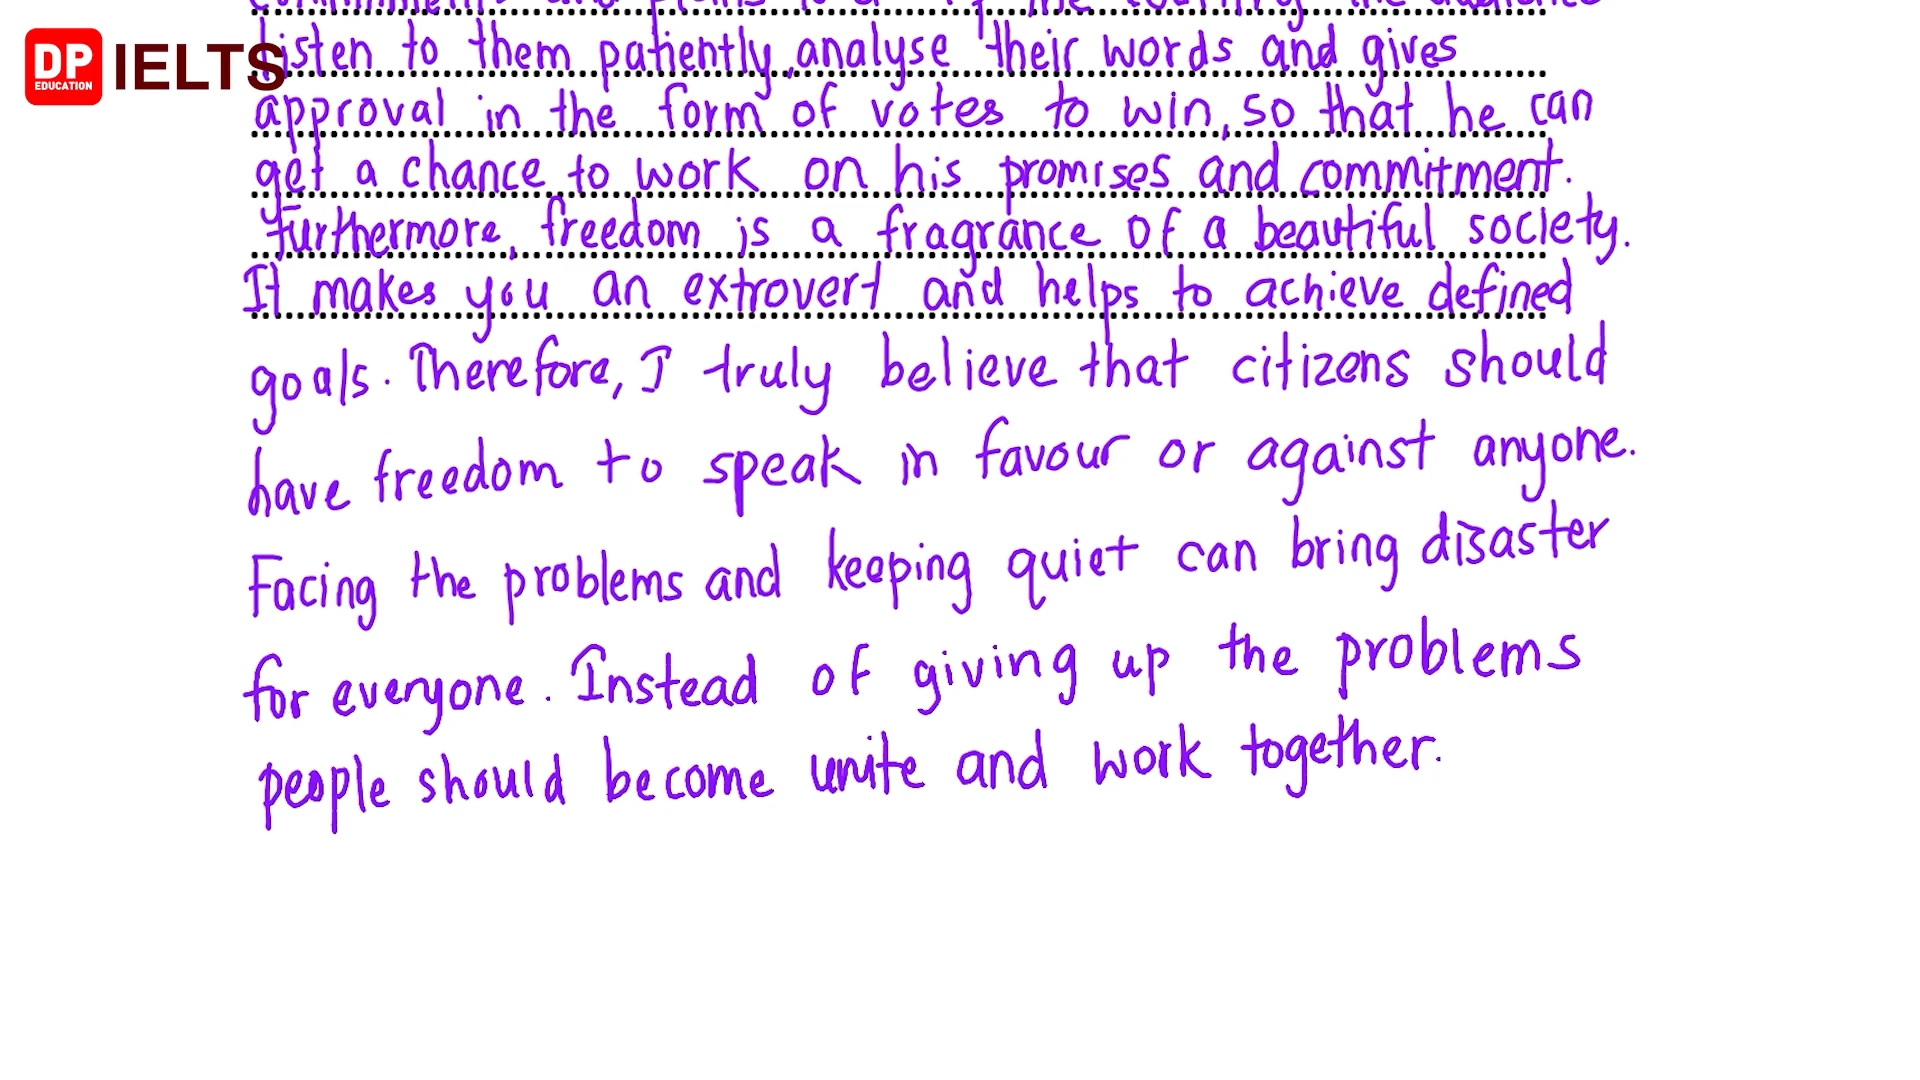 DP
EDUCATION
IELTS
listen to them patiently, analyse their words and gives
approval in the form of votes to win, so that he can
get a chance to work on his promises and commitment.
Furthermore, freedom is a fragrance of a beautiful society.
It makes you an extrovert and helps to achieve defined
goals. Therefore, I truly believe that citizens should
have freedom to speak in favour or against anyone.
Facing the problems and keeping quiet can bring disaster
for everyone. Instead of giving up the problems
people should become unite and work together.